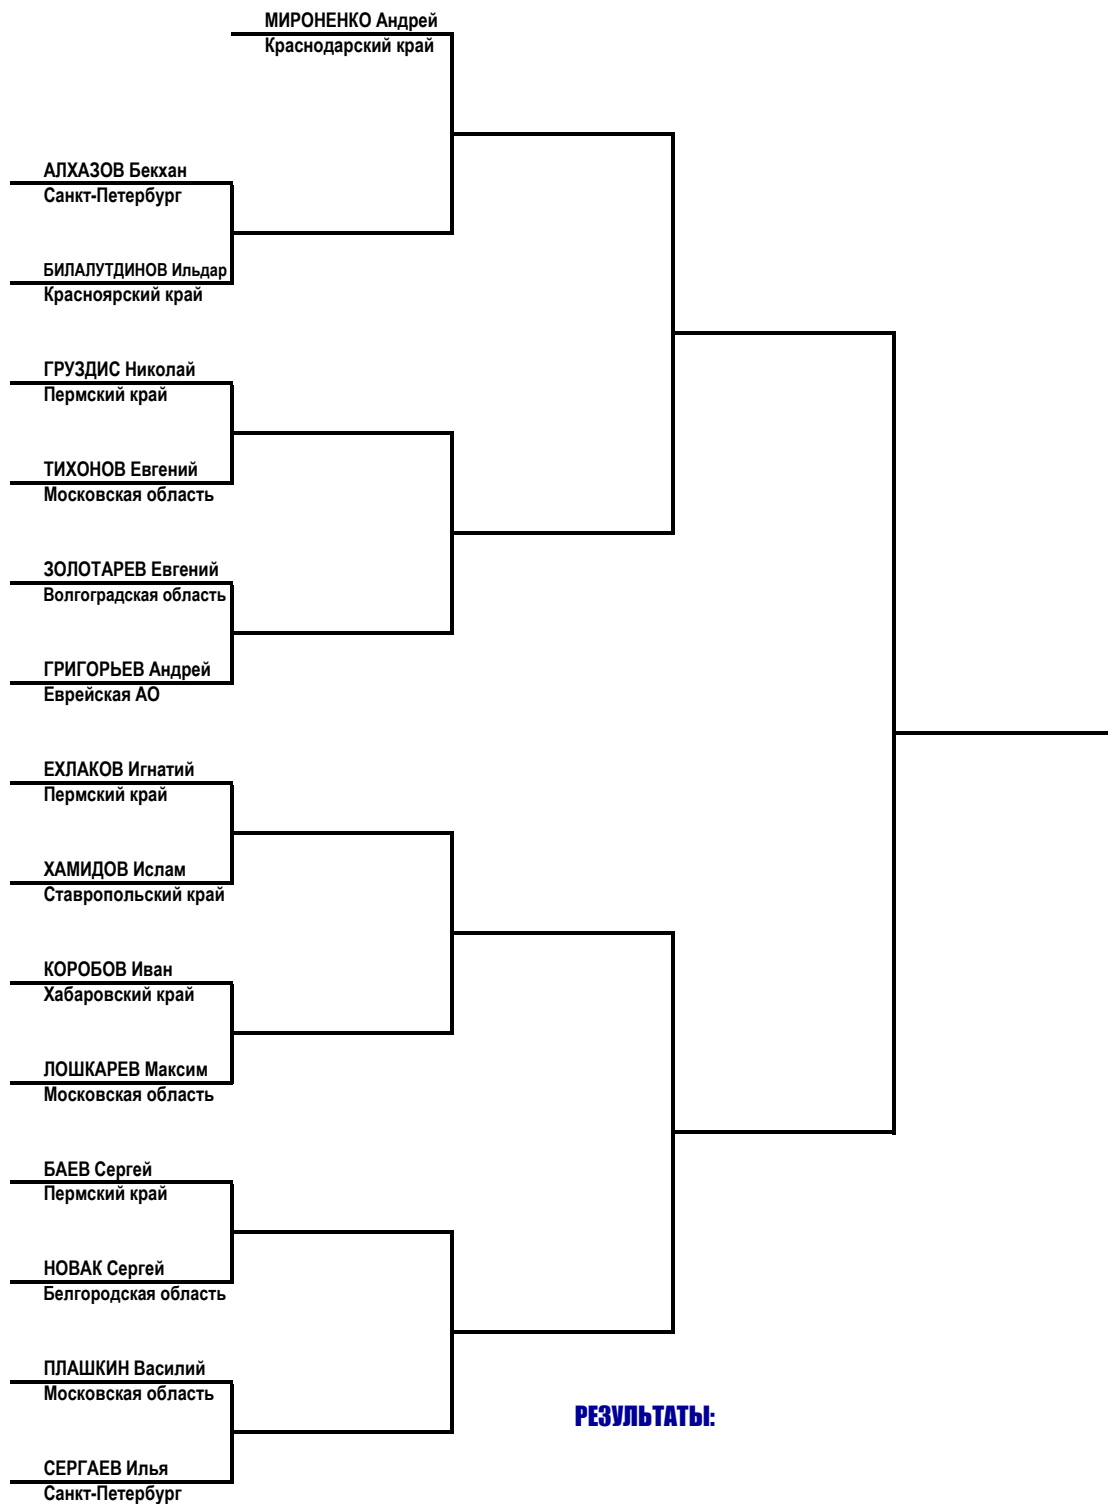 МИРОНЕНКО Андрей
Краснодарский край
АЛХАЗОВ Бекхан
Санкт-Петербург
БИЛАЛУТДИНОВ Ильдар
Красноярский край
ГРУЗДИС Николай
Пермский край
ТИХОНОВ Евгений
Московская область
ЗОЛОТАРЕВ Евгений
Волгоградская область
ГРИГОРЬЕВ Андрей
Еврейская АО
ЕХЛАКОВ Игнатий
Пермский край
ХАМИДОВ Ислам
Ставропольский край
КОРОБОВ Иван
Хабаровский край
ЛОШКАРЕВ Максим
Московская область
БАЕВ Сергей
Пермский край
НОВАК Сергей
Белгородская область
ПЛАШКИН Василий
Московская область
РЕЗУЛЬТАТЫ:
СЕРГАЕВ Илья
Санкт-Петербург